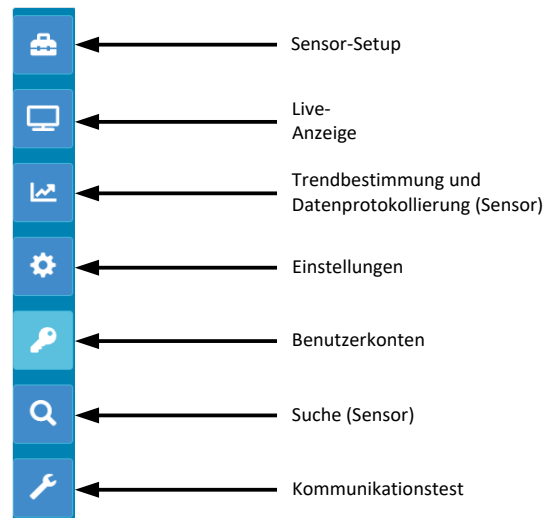 Sensor-Setup
Live-
Anzeige
Trendbestimmung und
Datenprotokollierung (Sensor)
Einstellungen
Benutzerkonten
Suche (Sensor)
Kommunikationstest